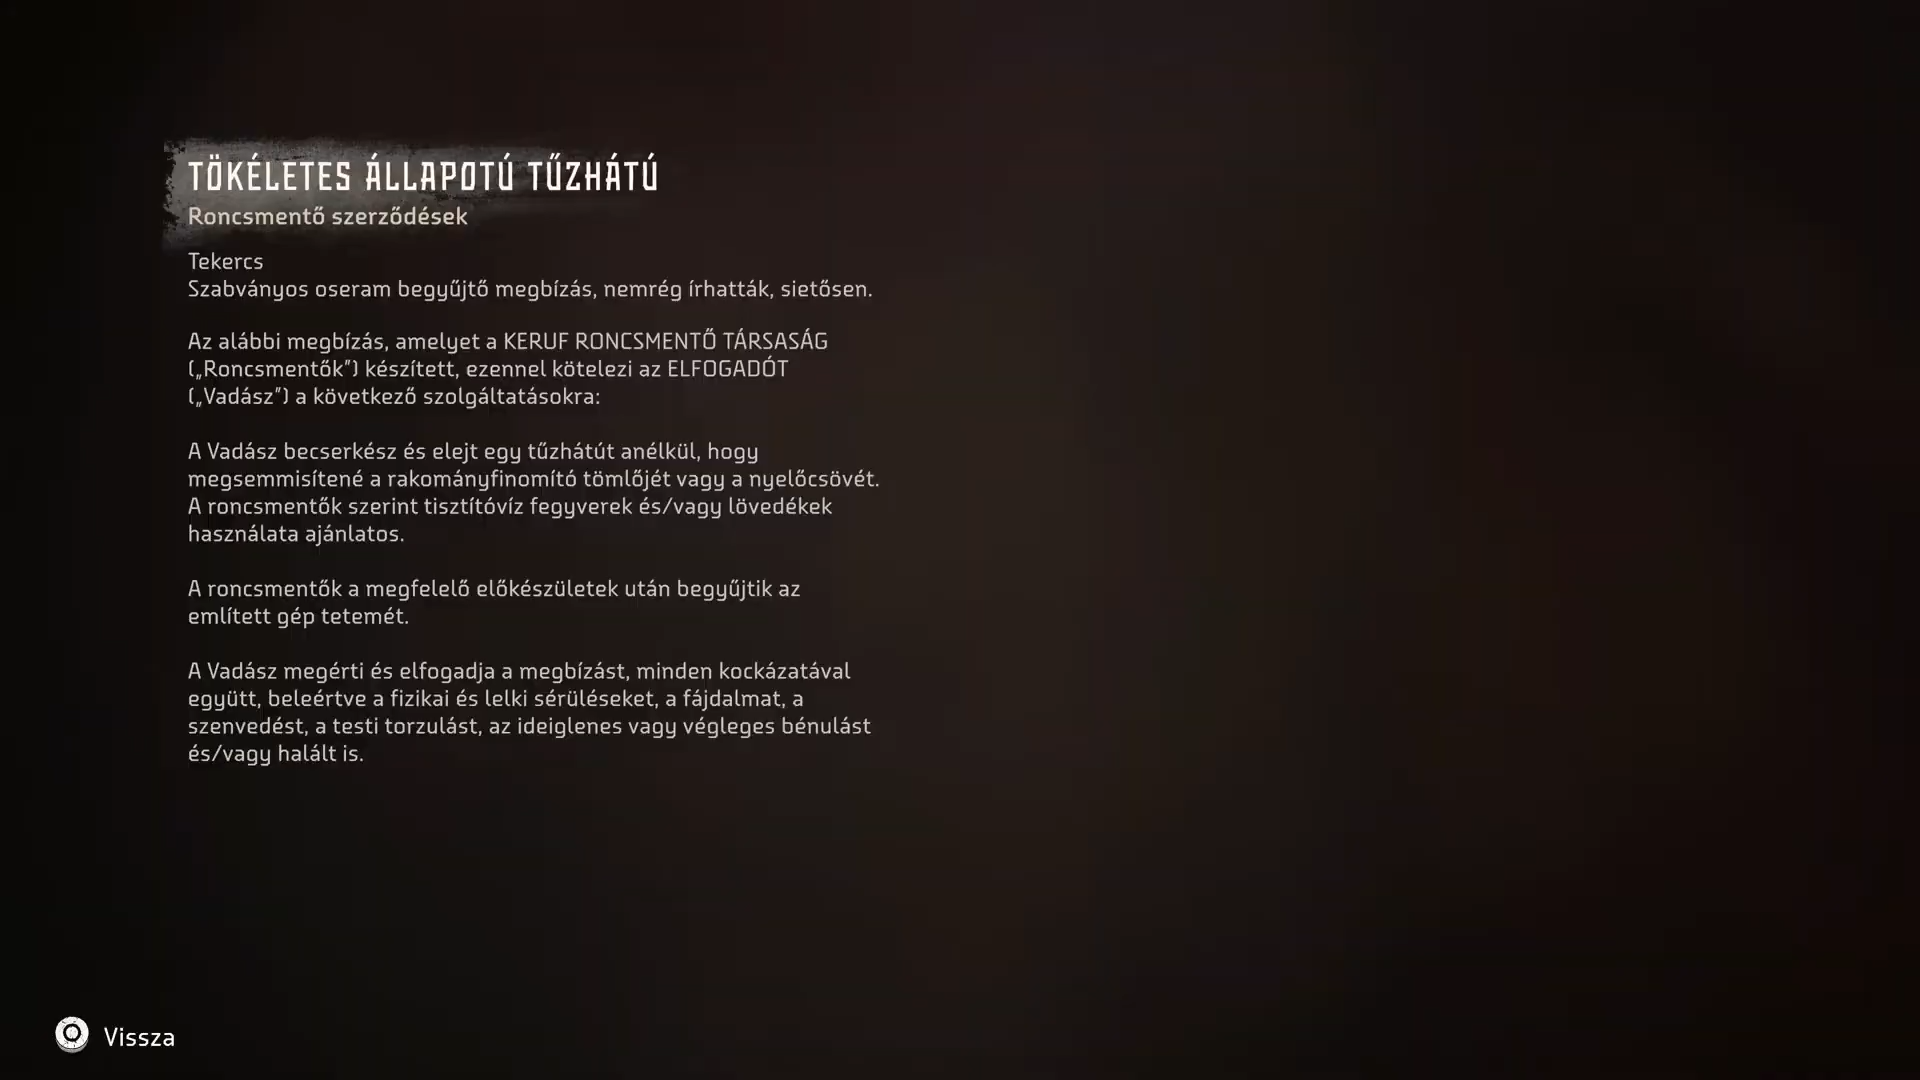 TÖKÉLETES ÁLLAPOTÚ TŰZHÁTÚ
Roncsmentő szerződések
Tekercs
Szabványos oseram begyűjtő megbízás, nemrég írhatták, sietősen.
Az alábbi megbízás, amelyet a KERUF RONCSMENTŐ TÁRSASÁG
(„Roncsmentők”) készített, ezennel kötelezi az ELFOGADÓT
(„Vadász”) a következő szolgáltatásokra:
A Vadász becserkész és elejt egy tűzhátút anélkül, hogy
megsemmisítené a rakományfinomító tömlőjét vagy a nyelőcsövét.
A roncsmentők szerint tisztítóvíz fegyverek és/vagy lövedékek
használata ajánlatos.
A roncsmentők a megfelelő előkészületek után begyűjtik az
említett gép tetemét.
A Vadász megérti és elfogadja a megbízást, minden kockázatával
együtt, beleértve a fizikai és lelki sérüléseket, a fájdalmat, a
szenvedést, a testi torzulást, az ideiglenes vagy végleges bénulást
és/vagy halált is.
Vissza